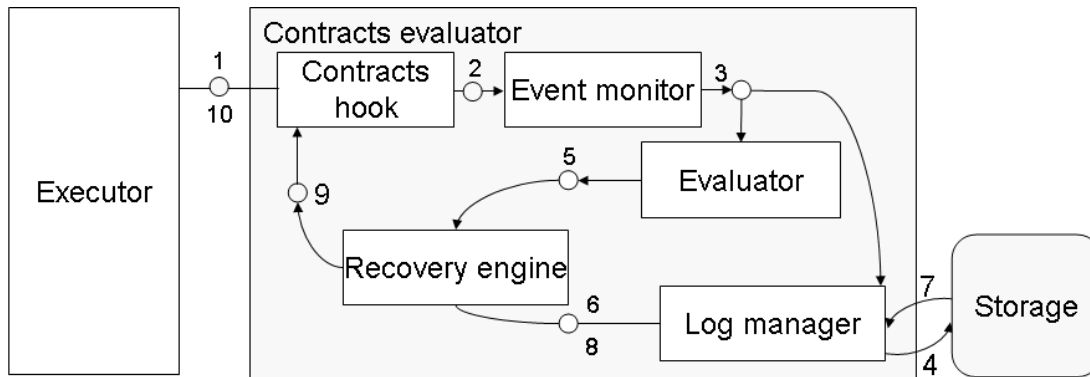 Contracts evaluator
1
10
Contracts
hook
2
Event monitor
3
Executor
5
Evaluator
9
Recovery engine
6
8
Log manager
7
4
Storage